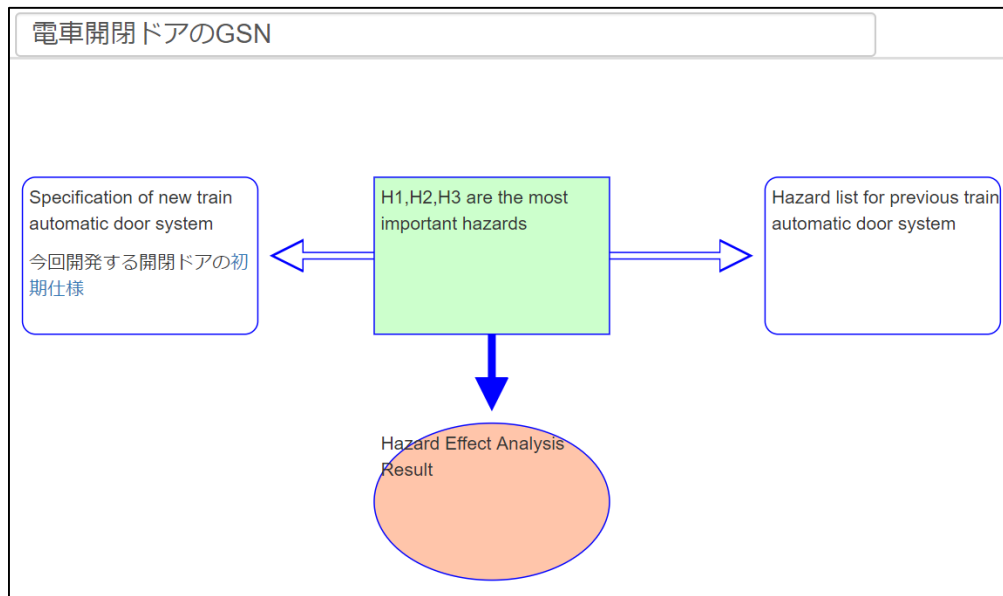 電車開閉ドアのGSN
Specification of new train
automatic door system
今回開発する開閉ドアの初
期仕様
H1,H2,H3 are the most
important hazards
Hazard list for previous train
automatic door system
Hazard Effect Analysis
Result